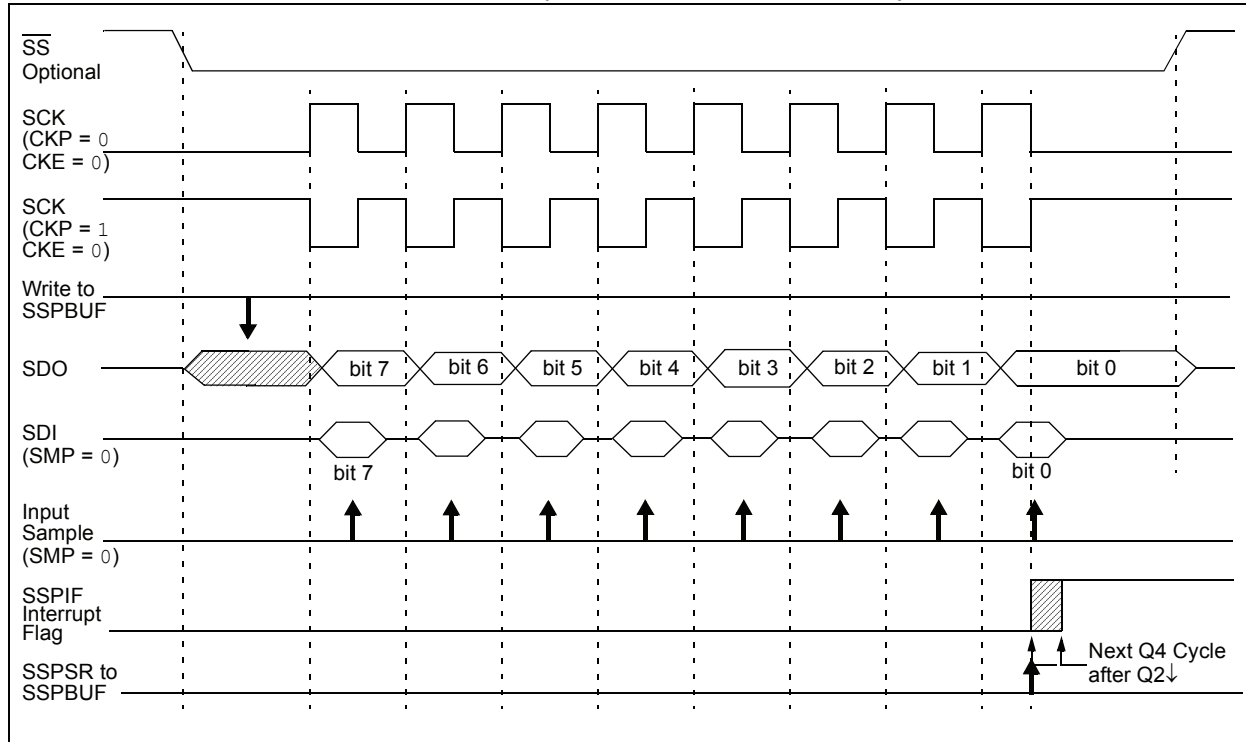 SS
Optional
SCK
(CKP = 0
CKE = 0)
SCK
(CKP = 1
CKE = 0)
Write to
SSPBUF
SDO
bit 7 bit 6 bit 5 bit 4 bit 3 bit 2 bit 1 bit 0
SDI
(SMP = 0)
bit 7 bit 0
Input
Sample
(SMP = 0)
SSPIF
Interrupt
Flag
Next Q4 Cycle
after Q2↓
SSPSR to
SSPBUF